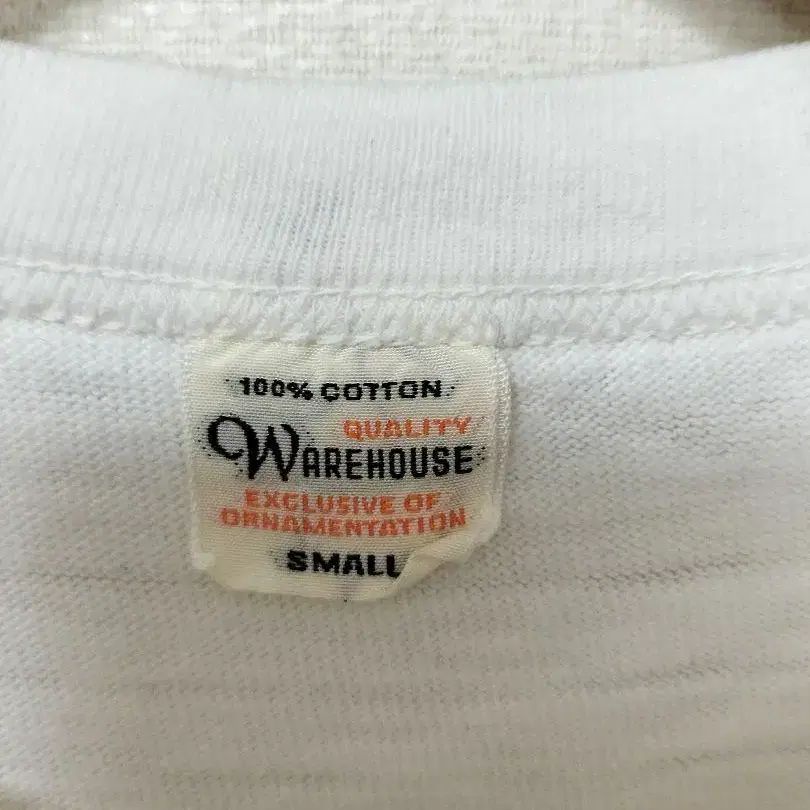 100% COTTON
QUALITY
WAREHOUSE
EXCLUSIVE OF
ORNAMENTATION
SMALL